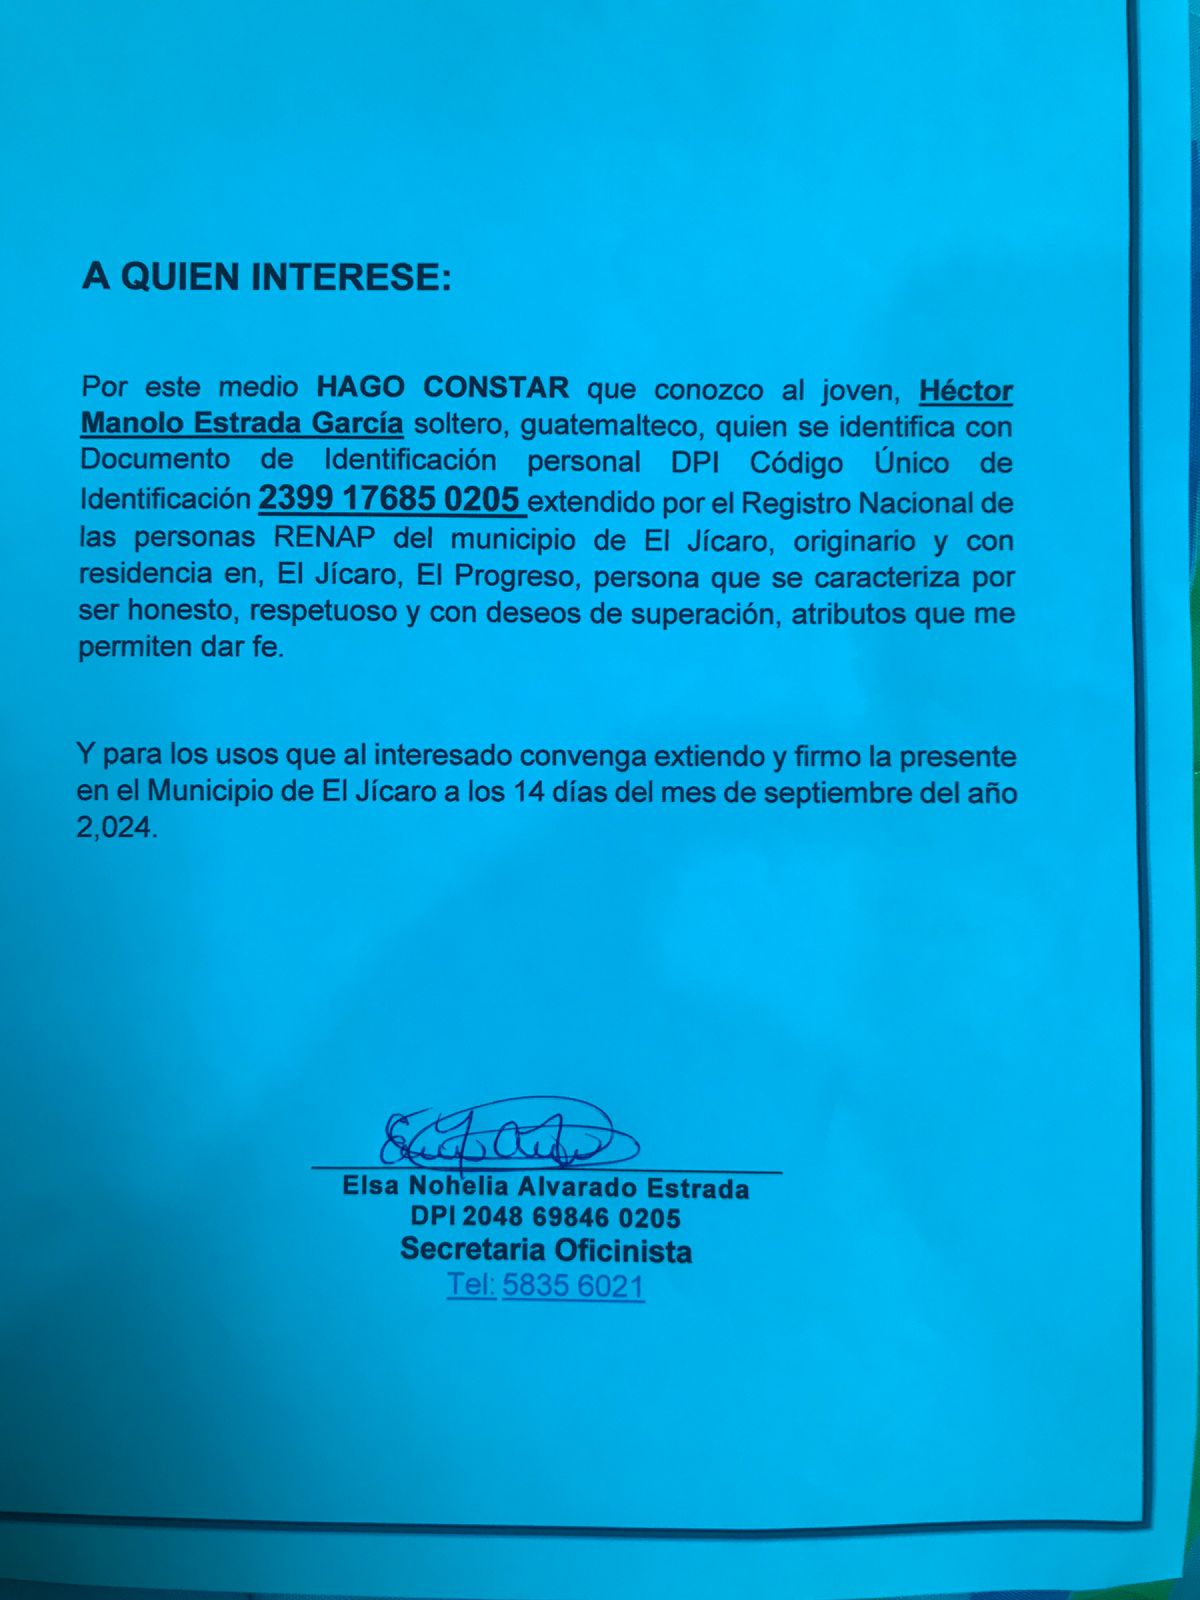 A QUIEN INTERESE:
Por este medio HAGO CONSTAR que conozco al joven, Héctor
Manolo Estrada García soltero, guatemalteco, quien se identifica con
Documento de Identificación personal DPI Código Único de
Identificación 2399 17685 0205 extendido por el Registro Nacional de
las personas RENAP del municipio de El Jícaro, originario y con
residencia en, El Jícaro, El Progreso, persona que se caracteriza por
ser honesto, respetuoso y con deseos de superación, atributos que me
permiten dar fe.
Y para los usos que al interesado convenga extiendo y firmo la presente
en el Municipio de El Jícaro a los 14 días del mes de septiembre del año
2,024.
Elsa Nohelia Alvarado Estrada
DPI 2048 69846 0205
Secretaria Oficinista
Tel: 5835 6021